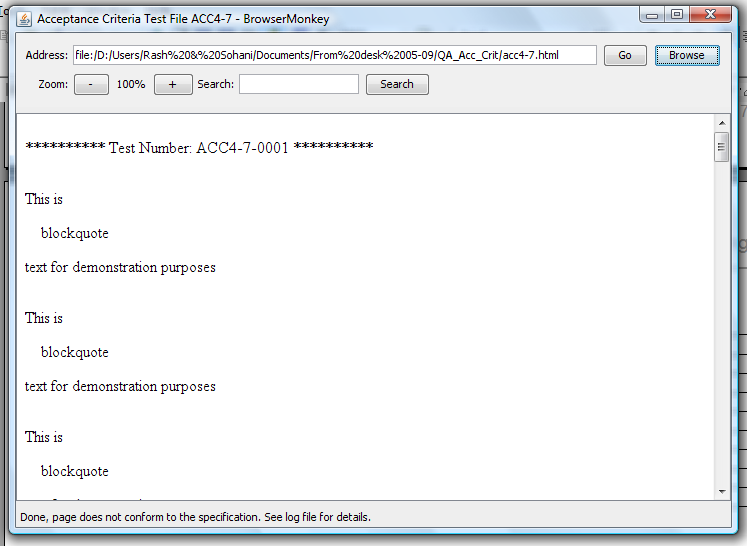 Acceptance Criteria Test File ACC4-7 - BrowserMonkey
Address: file:/D:/Users/Rash%20&%20Sohani/Documents/From%20desk%2005-09/QA_Acc_Crit/acc4-7.html Go Browse
Zoom: - 100% + Search: Search
********** Test Number: ACC4-7-0001 **********
This is
blockquote
text for demonstration purposes
This is
blockquote
text for demonstration purposes
This is
blockquote
Done, page does not conform to the specification. See log file for details.